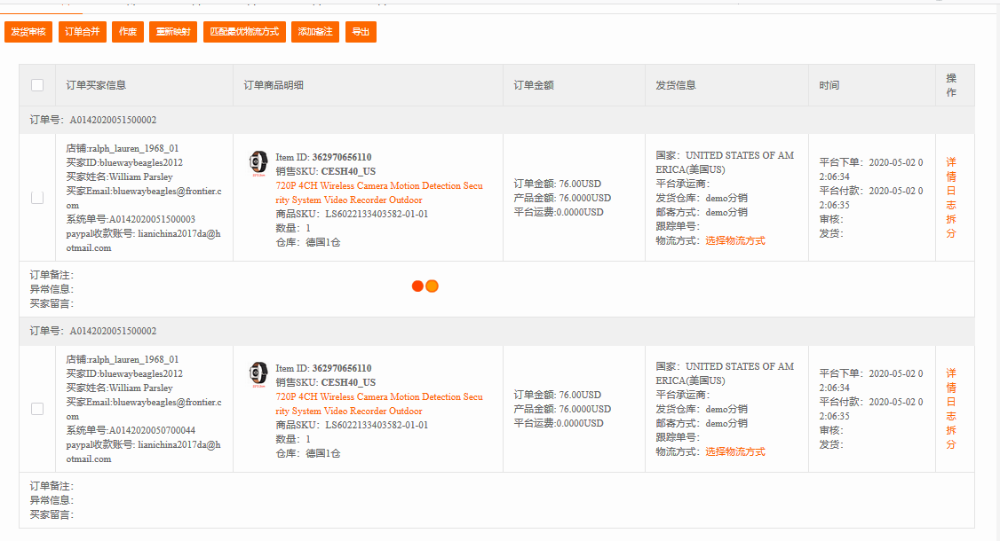 发货审核 订单合并 作废 重新映射 匹配最优物流方式 添加备注 导出
订单买家信息 订单商品明细 订单金额 发货信息 时间 操
作
订单号：A0142020051500002
店铺:ralph_lauren_1968_01
买家ID:bluewaybeagles2012
买家姓名:William Parsley
买家Email:bluewaybeagles@frontier.c
om
系统单号:A0142020051500003
paypal收款账号: lianichina2017da@h
otmail.com
Item ID: 362970656110
销售SKU: CESH40_US
720P 4CH Wireless Camera Motion Detection Secu
rity System Video Recorder Outdoor
商品SKU：LS6022133403582-01-01
数量：1
仓库：德国1仓
订单金额: 76.00USD
产品金额: 76.0000USD
平台运费:0.0000USD
国家：UNITED STATES OF AM
ERICA(美国US)
平台承运商:
发货仓库：demo分销
邮寄方式：demo分销
跟踪单号：
物流方式：选择物流方式
平台下单：2020-05-02 0
2:06:34
平台付款：2020-05-02 0
2:06:35
审核：
发货：
详
情
日
志
拆
分
订单备注：
异常信息：
买家留言：
订单号：A0142020051500002
店铺:ralph_lauren_1968_01
买家ID:bluewaybeagles2012
买家姓名:William Parsley
买家Email:bluewaybeagles@frontier.c
om
系统单号:A0142020050700044
paypal收款账号: lianichina2017da@h
otmail.com
Item ID: 362970656110
销售SKU: CESH40_US
720P 4CH Wireless Camera Motion Detection Secu
rity System Video Recorder Outdoor
商品SKU：LS6022133403582-01-01
数量：1
仓库：德国1仓
订单金额: 76.00USD
产品金额: 76.0000USD
平台运费:0.0000USD
国家：UNITED STATES OF AM
ERICA(美国US)
平台承运商:
发货仓库：demo分销
邮寄方式：demo分销
跟踪单号：
物流方式：选择物流方式
平台下单：2020-05-02 0
2:06:34
平台付款：2020-05-02 0
2:06:35
审核：
发货：
详
情
日
志
拆
分
订单备注：
异常信息：
买家留言：